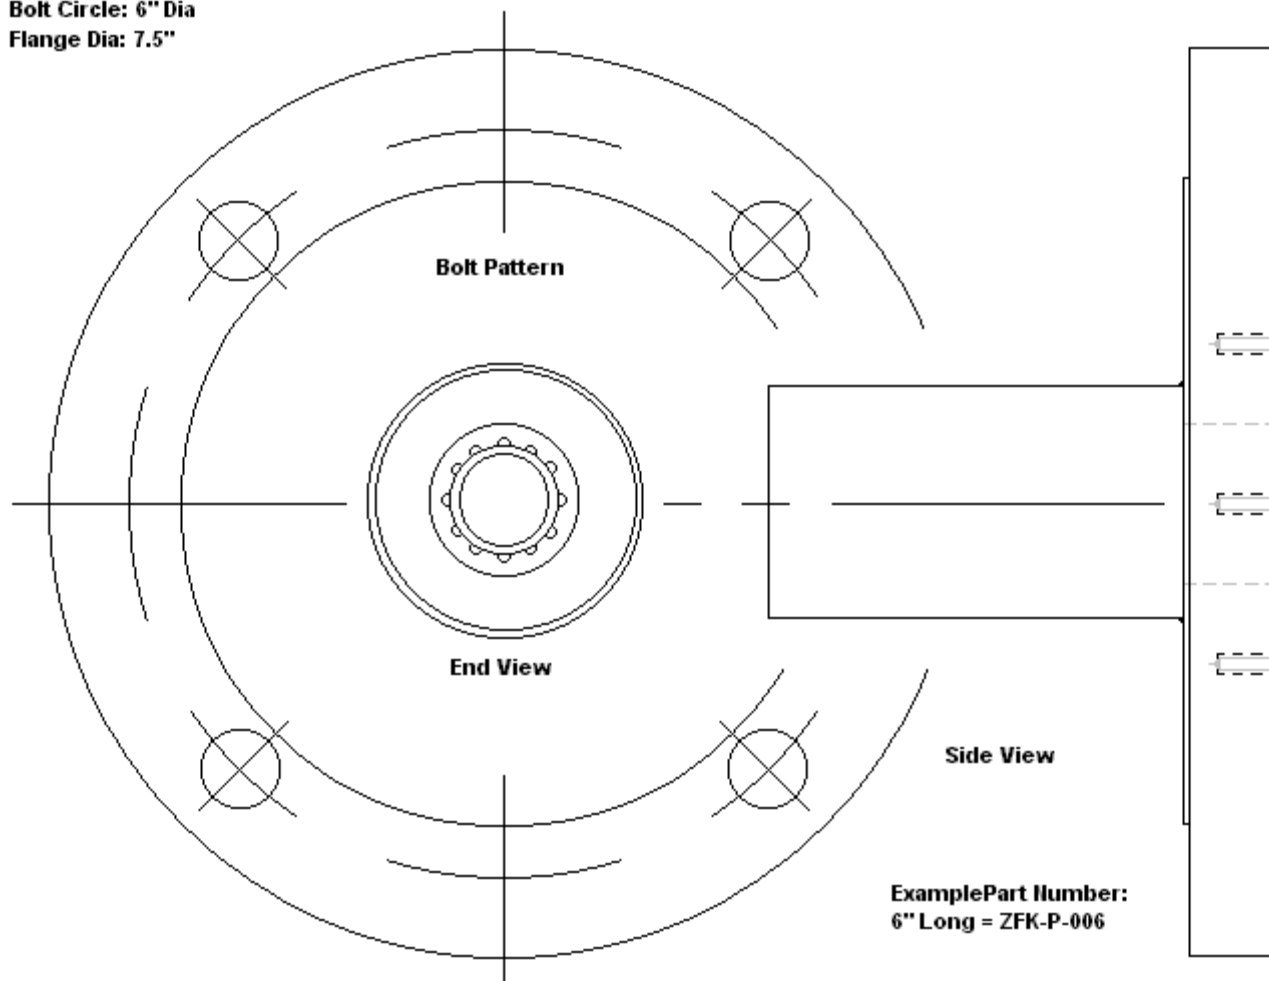 Bolt Circle: 6" Dia
Flange Dia: 7.5"
Bolt Pattern
End View
Side View
ExamplePart Number:
6" Long = ZFK-P-006